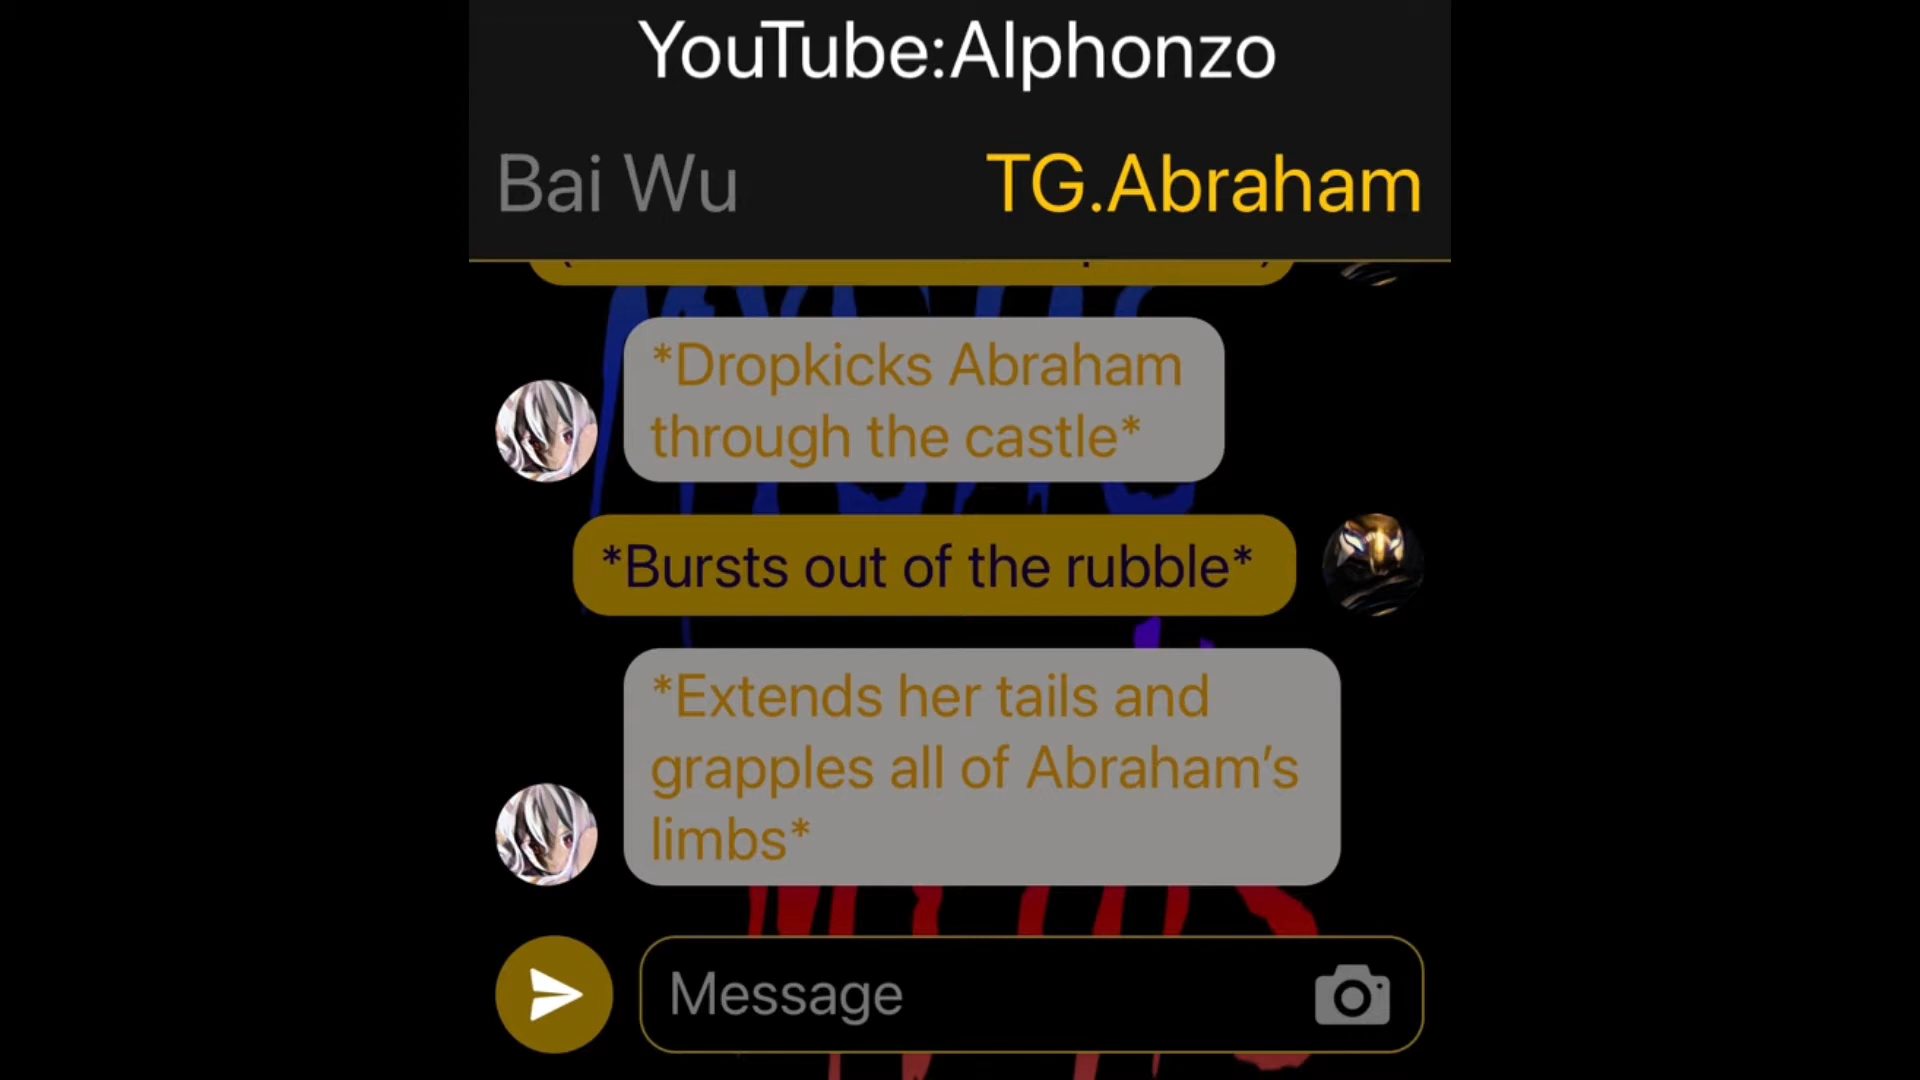 YouTube:Alphonzo
Bai Wu
TG.Abraham
*Dropkicks Abraham
through the castle*
*Bursts out of the rubble*
*Extends her tails and
grapples all of Abraham’s
limbs*
Message